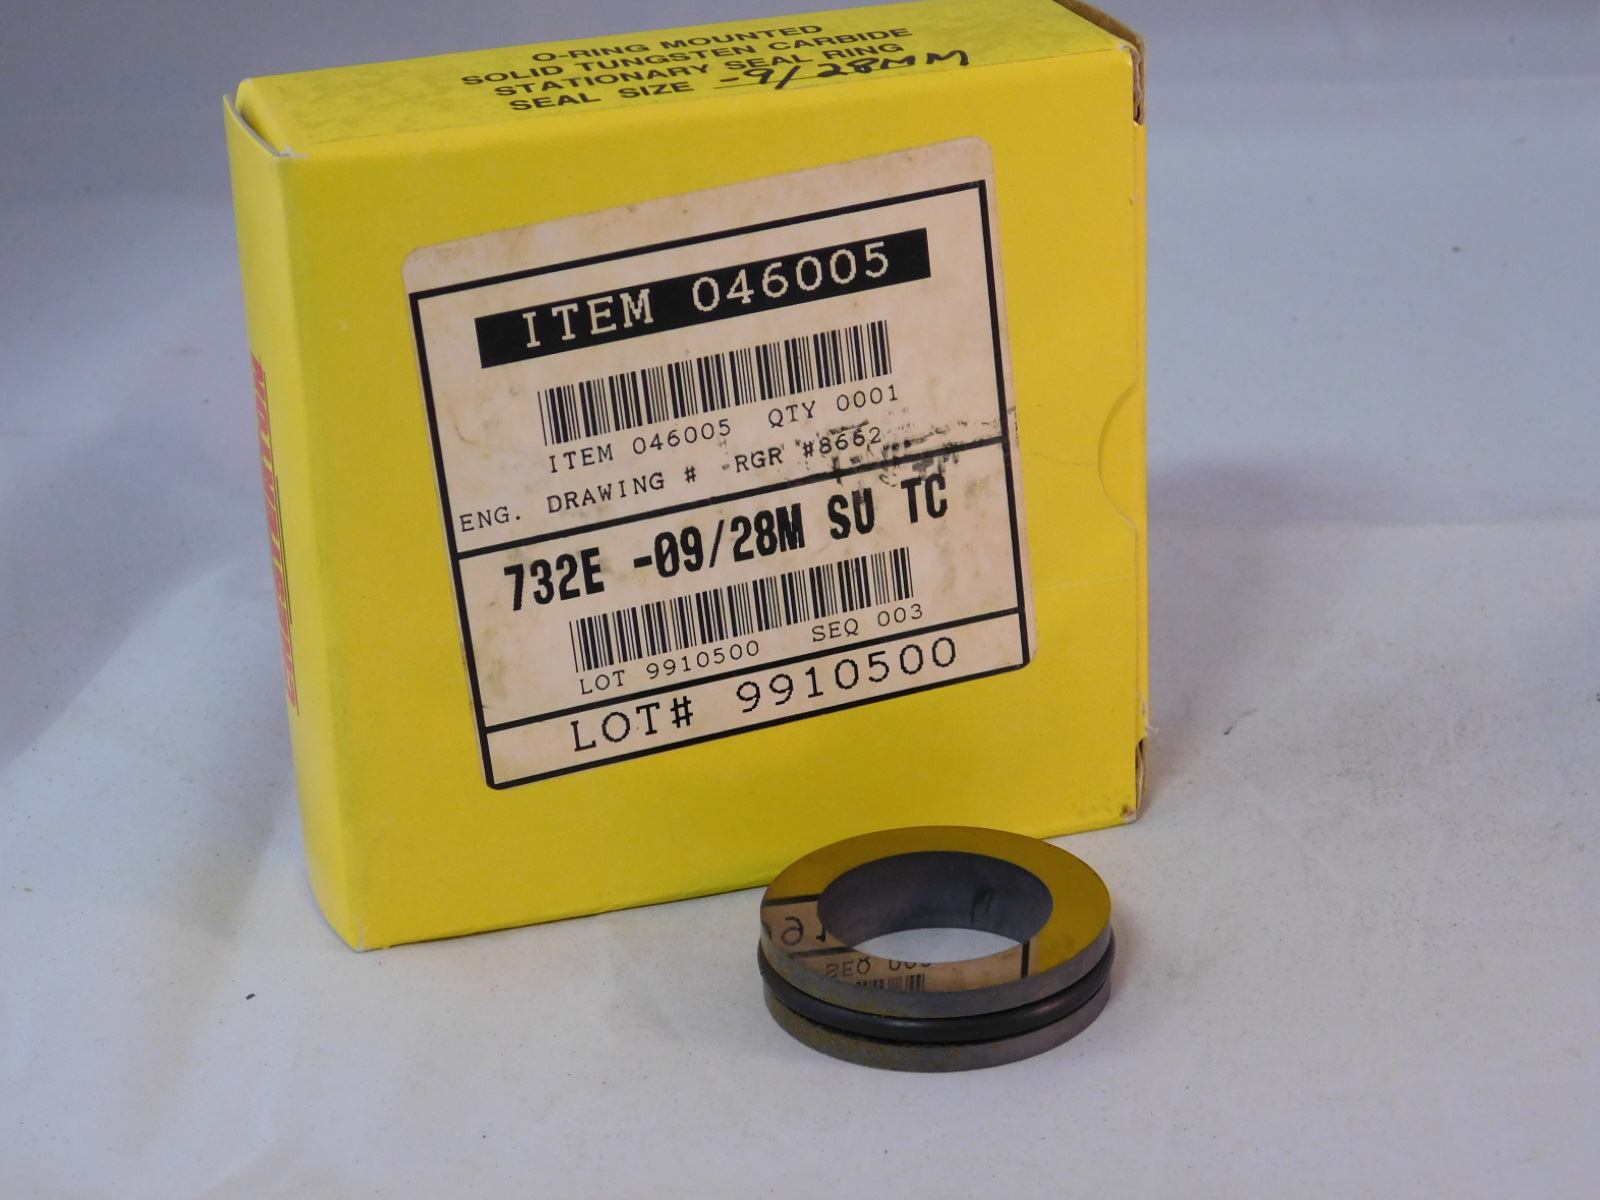 O-RING MOUNTED
SOLID TUNGSTEN CARBIDE
STATIONARY SEAL RING
SEAL SIZE -9/28MM
ITEM 046005
ITEM 046005 QTY 0001
ENG. DRAWING # RGR #8662
732E -09/28M SU TC
LOT 9910500 SEQ 003
LOT# 9910500